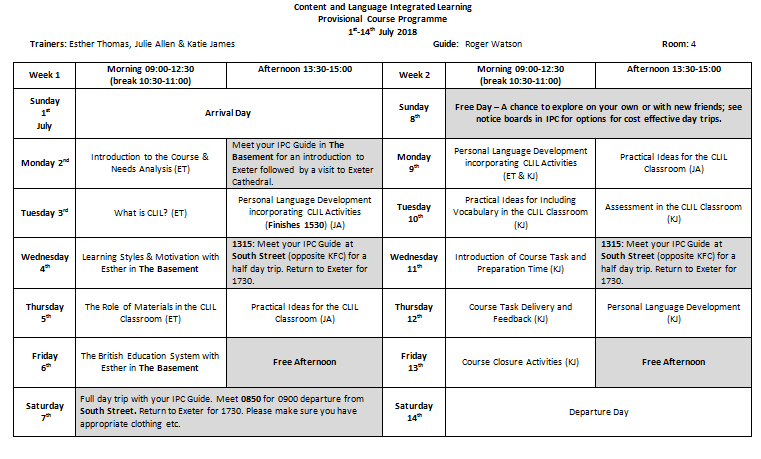 Content and Language Integrated Learning
Provisional Course Programme
1st-14th July 2018
Trainers: Esther Thomas, Julie Allen & Katie James Guide: Roger Watson Room: 4
Week 1
Morning 09:00-12:30
(break 10:30-11:00)
Afternoon 13:30-15:00
Week 2
Morning 09:00-12:30
(break 10:30-11:00)
Afternoon 13:30-15:00
Sunday
1st
July
Arrival Day
Sunday
8th
Free Day – A chance to explore on your own or with new friends; see
notice boards in IPC for options for cost effective day trips.
Monday 2nd
Introduction to the Course &
Needs Analysis (ET)
Meet your IPC Guide in The
Basement for an introduction to
Exeter followed by a visit to Exeter
Cathedral.
Monday
9th
Personal Language Development
incorporating CLIL Activities
(ET & KJ)
Practical Ideas for the CLIL
Classroom (JA)
Tuesday 3rd
What is CLIL? (ET)
Personal Language Development
incorporating CLIL Activities
(Finishes 1530) (JA)
Tuesday
10th
Practical Ideas for Including
Vocabulary in the CLIL Classroom
(KJ)
Assessment in the CLIL Classroom
(KJ)
Wednesday
4th
Learning Styles & Motivation with
Esther in The Basement
1315: Meet your IPC Guide at
South Street (opposite KFC) for a
half day trip. Return to Exeter for
1730.
Wednesday
11th
Introduction of Course Task and
Preparation Time (KJ)
1315: Meet your IPC Guide at
South Street (opposite KFC) for a
half day trip. Return to Exeter for
1730.
Thursday
5th
The Role of Materials in the CLIL
Classroom (ET)
Practical Ideas for the CLIL
Classroom (JA)
Thursday
12th
Course Task Delivery and
Feedback (KJ)
Personal Language Development
(KJ)
Friday
6th
The British Education System with
Esther in The Basement
Free Afternoon
Friday
13th
Course Closure Activities (KJ)
Free Afternoon
Saturday
7th
Full day trip with your IPC Guide. Meet 0850 for 0900 departure from
South Street. Return to Exeter for 1730. Please make sure you have
appropriate clothing etc.
Saturday
14th
Departure Day